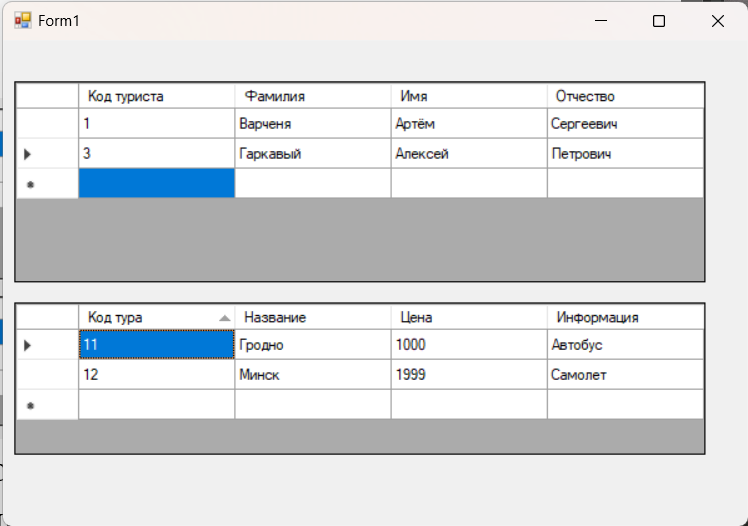 Form1
Код туриста Фамилия Имя Отчество
1 Варченя Артём Сергеевич
3 Гаркавый Алексей Петрович
Код тура Название Цена Информация
11 Гродно 1000 Автобус
12 Минск 1999 Самолет